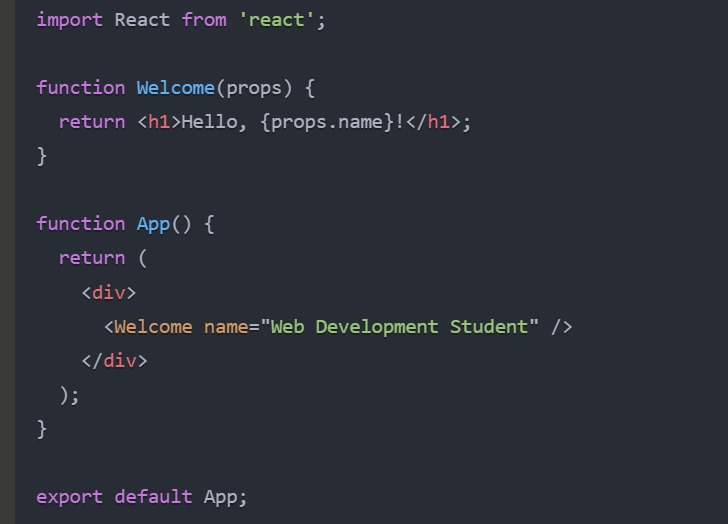 import React from 'react';
function Welcome(props) {
return <h1>Hello, {props.name}!</h1>;
}
function App() {
return (
<div>
<Welcome name="Web Development Student" />
</div>
);
}
export default App;